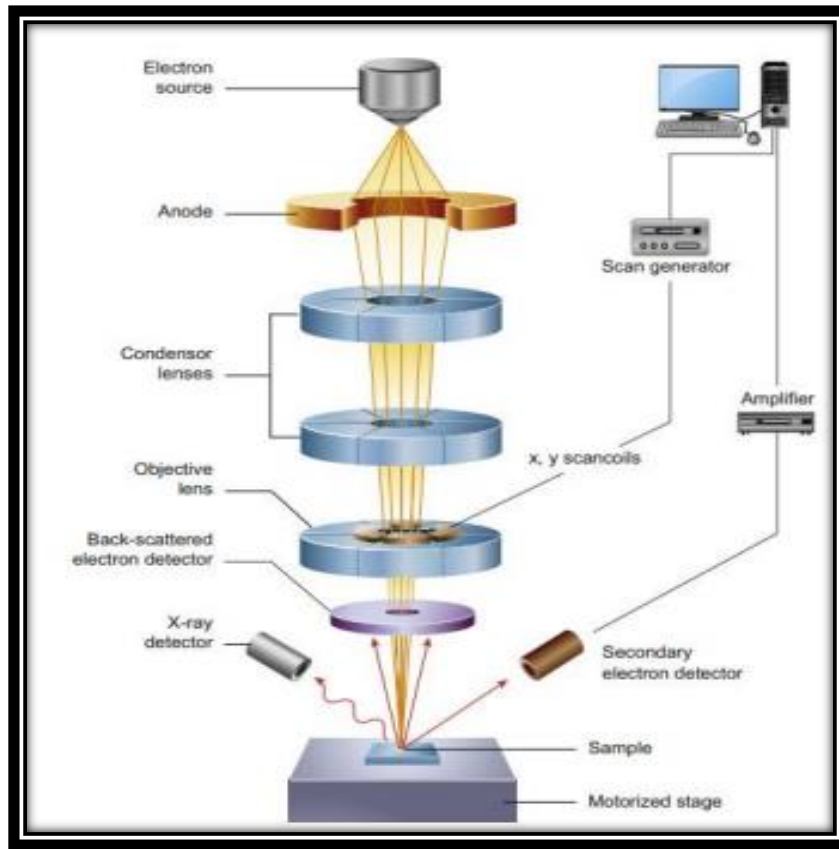 Electron
source
Anode
Scan generator
Condensor
lenses
Amplifier
x, y scancoils
Objective
lens
Back-scattered
electron detector
X-ray
detector
Secondary
electron detector
Sample
Motorized stage